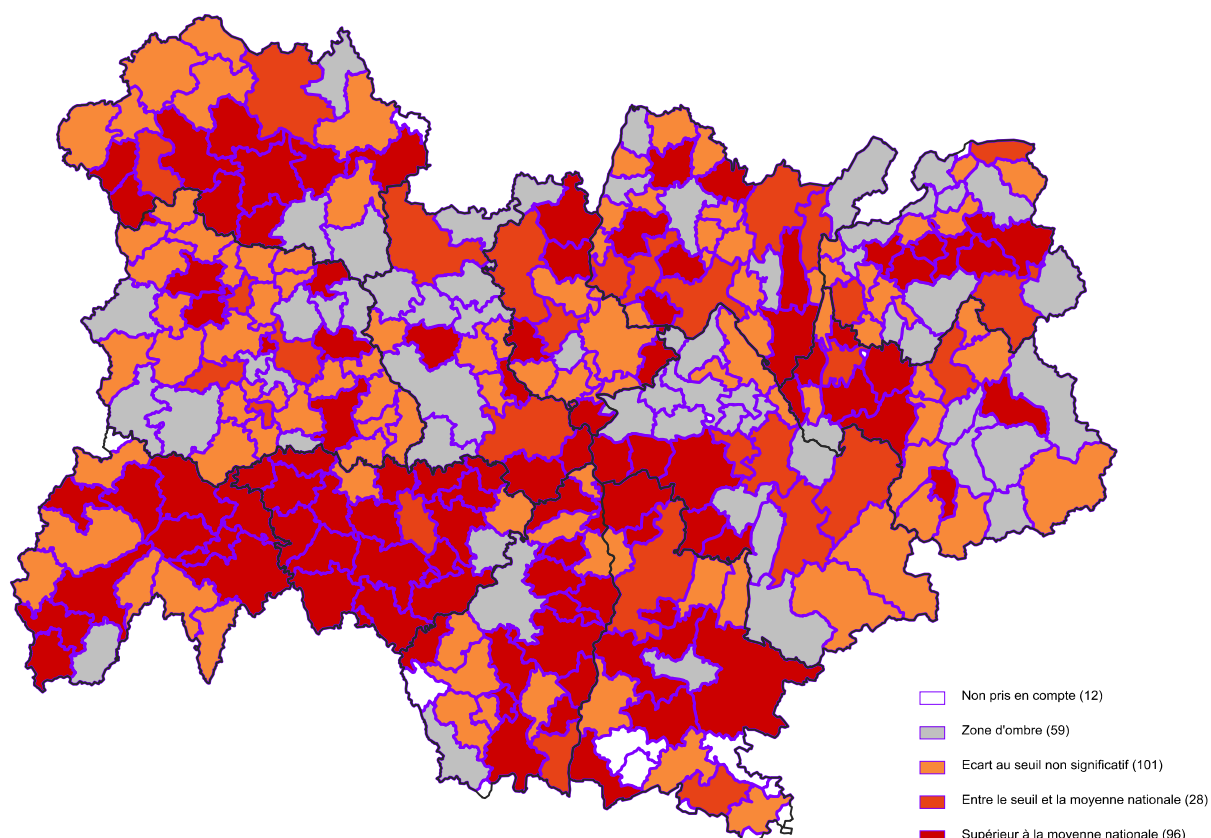 Non pris en compte (12)
Zone d'ombre (59)
Ecart au seuil non significatif (101)
Entre le seuil et la moyenne nationale (28)
Supérieur à la moyenne nationale (96)